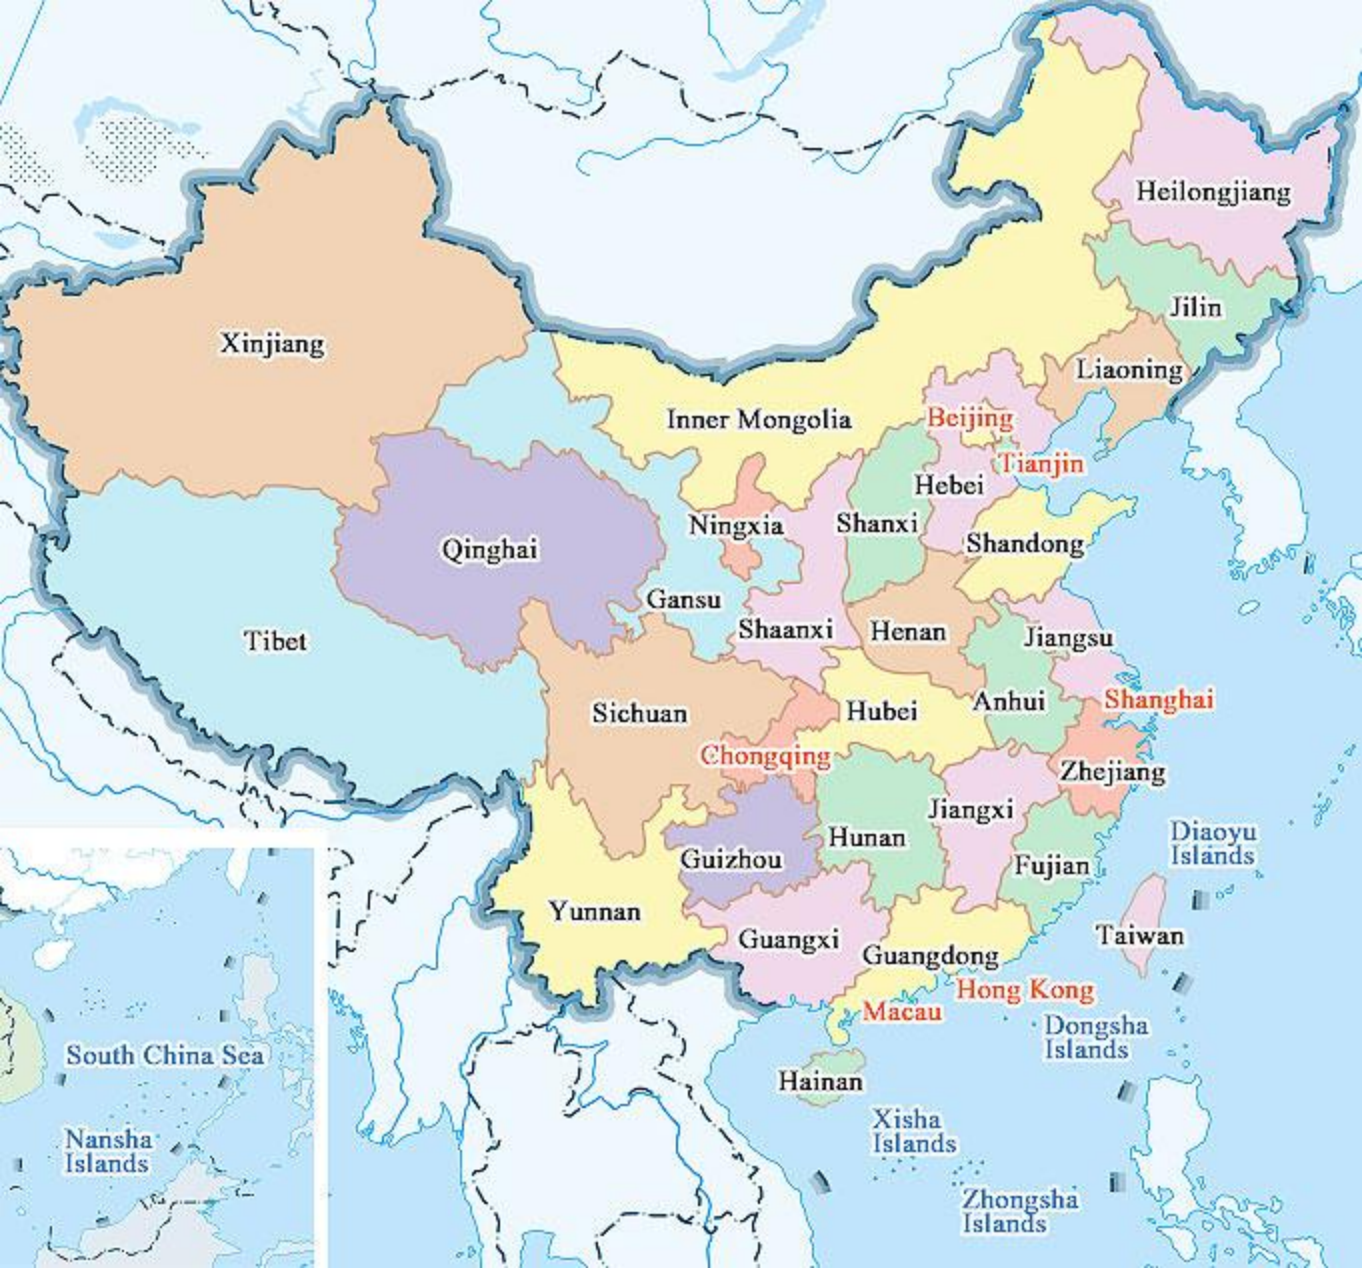 Heilongjiang
Jilin
Xinjiang
Liaoning
Inner Mongolia
Beijing
Tianjin
Hebei
Ningxia
Shanxi
Shandong
Qinghai
Gansu
Shaanxi
Henan
Jiangsu
Tibet
Sichuan
Hubei
Anhui
Shanghai
Chongqing
Zhejiang
Jiangxi
Hunan
Diaoyu
Islands
Guizhou
Fujian
Yunnan
Guangxi
Guangdong
Taiwan
Hong Kong
Macau
Dongsha
Islands
South China Sea
Hainan
Xisha
Islands
Nansha
Islands
Zhongsha
Islands